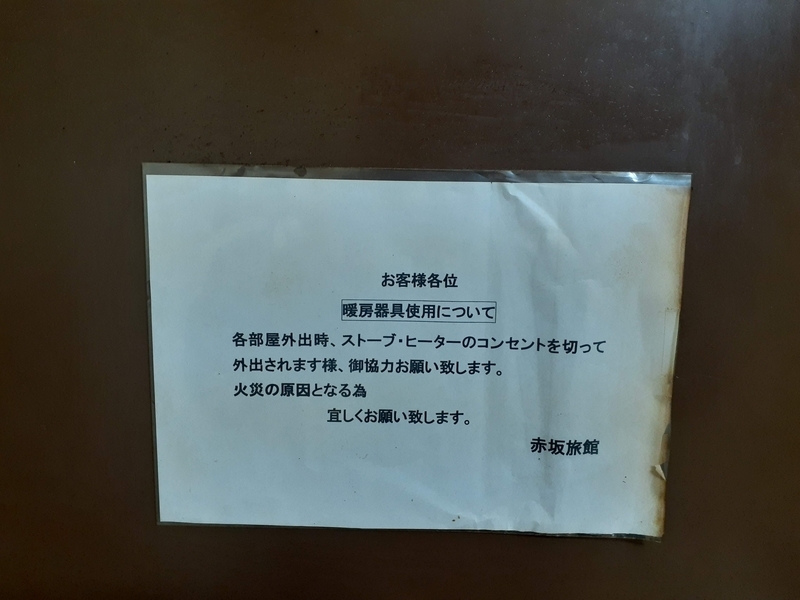 お客様各位
暖房器具使用について
各部屋外出時、ストーブ・ヒーターのコンセントを切って
外出されます様、御協力お願い致します。
火災の原因となる為
宜しくお願い致します。
赤坂旅館